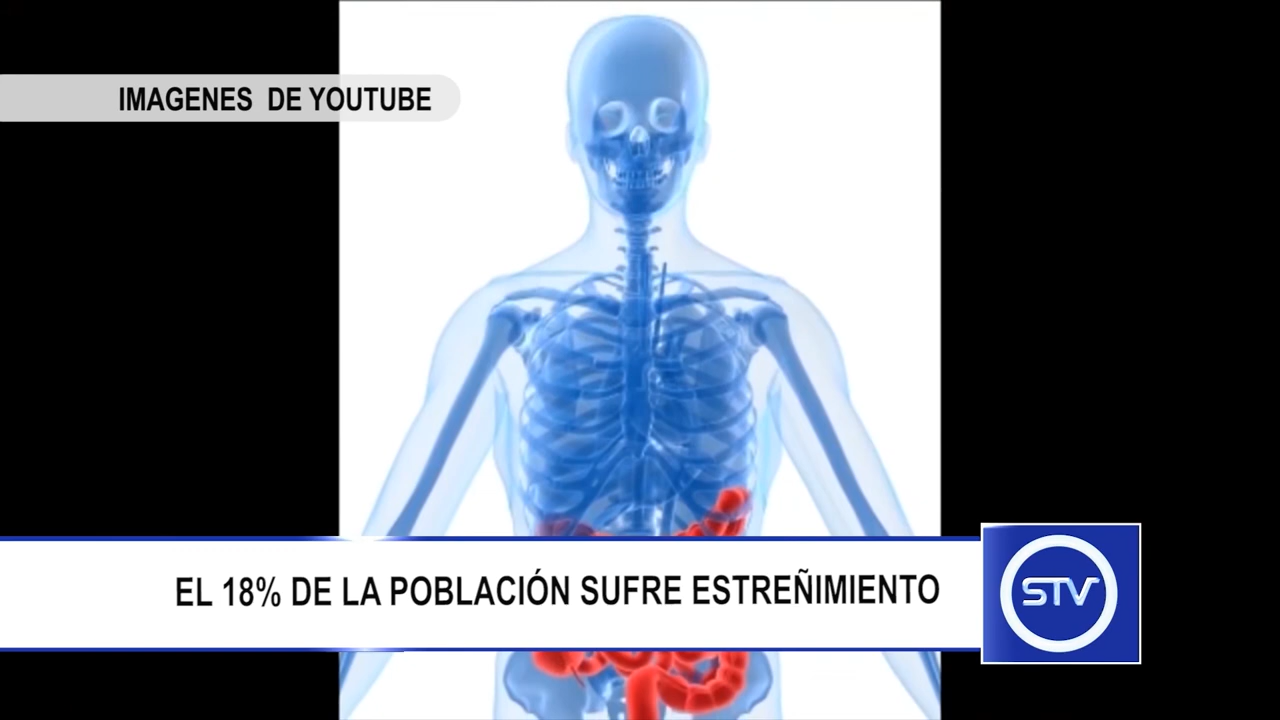 IMAGENES DE YOUTUBE
EL 18% DE LA POBLACIÓN SUFRE ESTREÑIMIENTO
STV